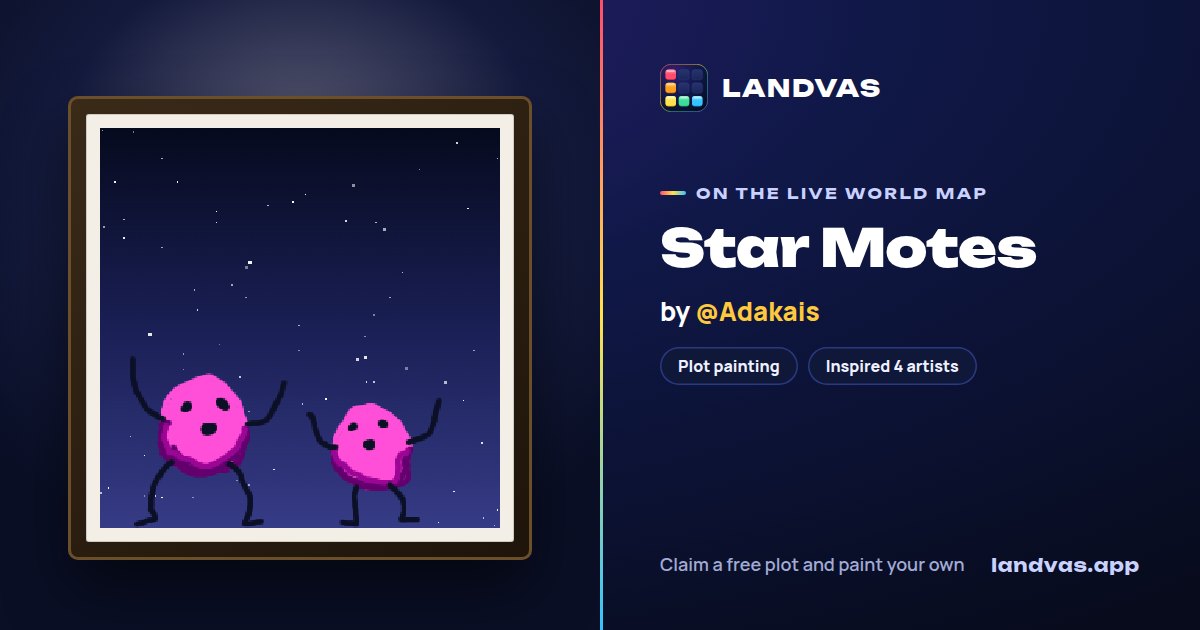 LANDVAS
ON THE LIVE WORLD MAP
Star Motes
by @Adakais
Plot painting
Inspired 4 artists
Claim a free plot and paint your own
landvas.app